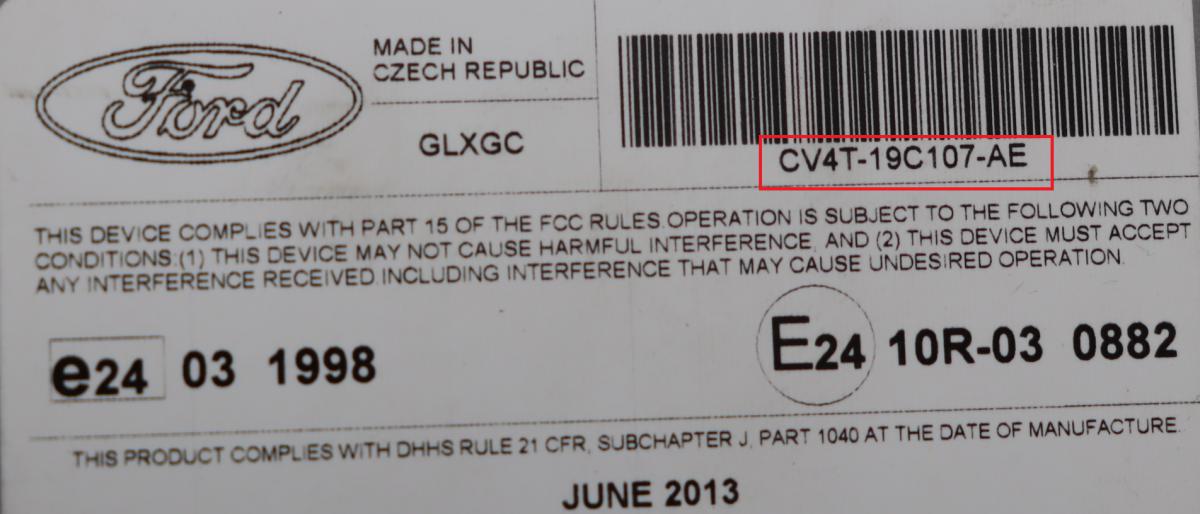 Ford
MADE IN
CZECH REPUBLIC
GLXGC
CV4T-19C107-AE
THIS DEVICE COMPLIES WITH PART 15 OF THE FCC RULES.OPERATION IS SUBJECT TO THE FOLLOWING TWO
CONDITIONS:(1) THIS DEVICE MAY NOT CAUSE HARMFUL INTERFERENCE, AND (2) THIS DEVICE MUST ACCEPT
ANY INTERFERENCE RECEIVED.INCLUDING INTERFERENCE THAT MAY CAUSE UNDESIRED OPERATION.
e24 03 1998
E24 10R-03 0882
THIS PRODUCT COMPLIES WITH DHHS RULE 21 CFR, SUBCHAPTER J, PART 1040 AT THE DATE OF MANUFACTURE.
JUNE 2013